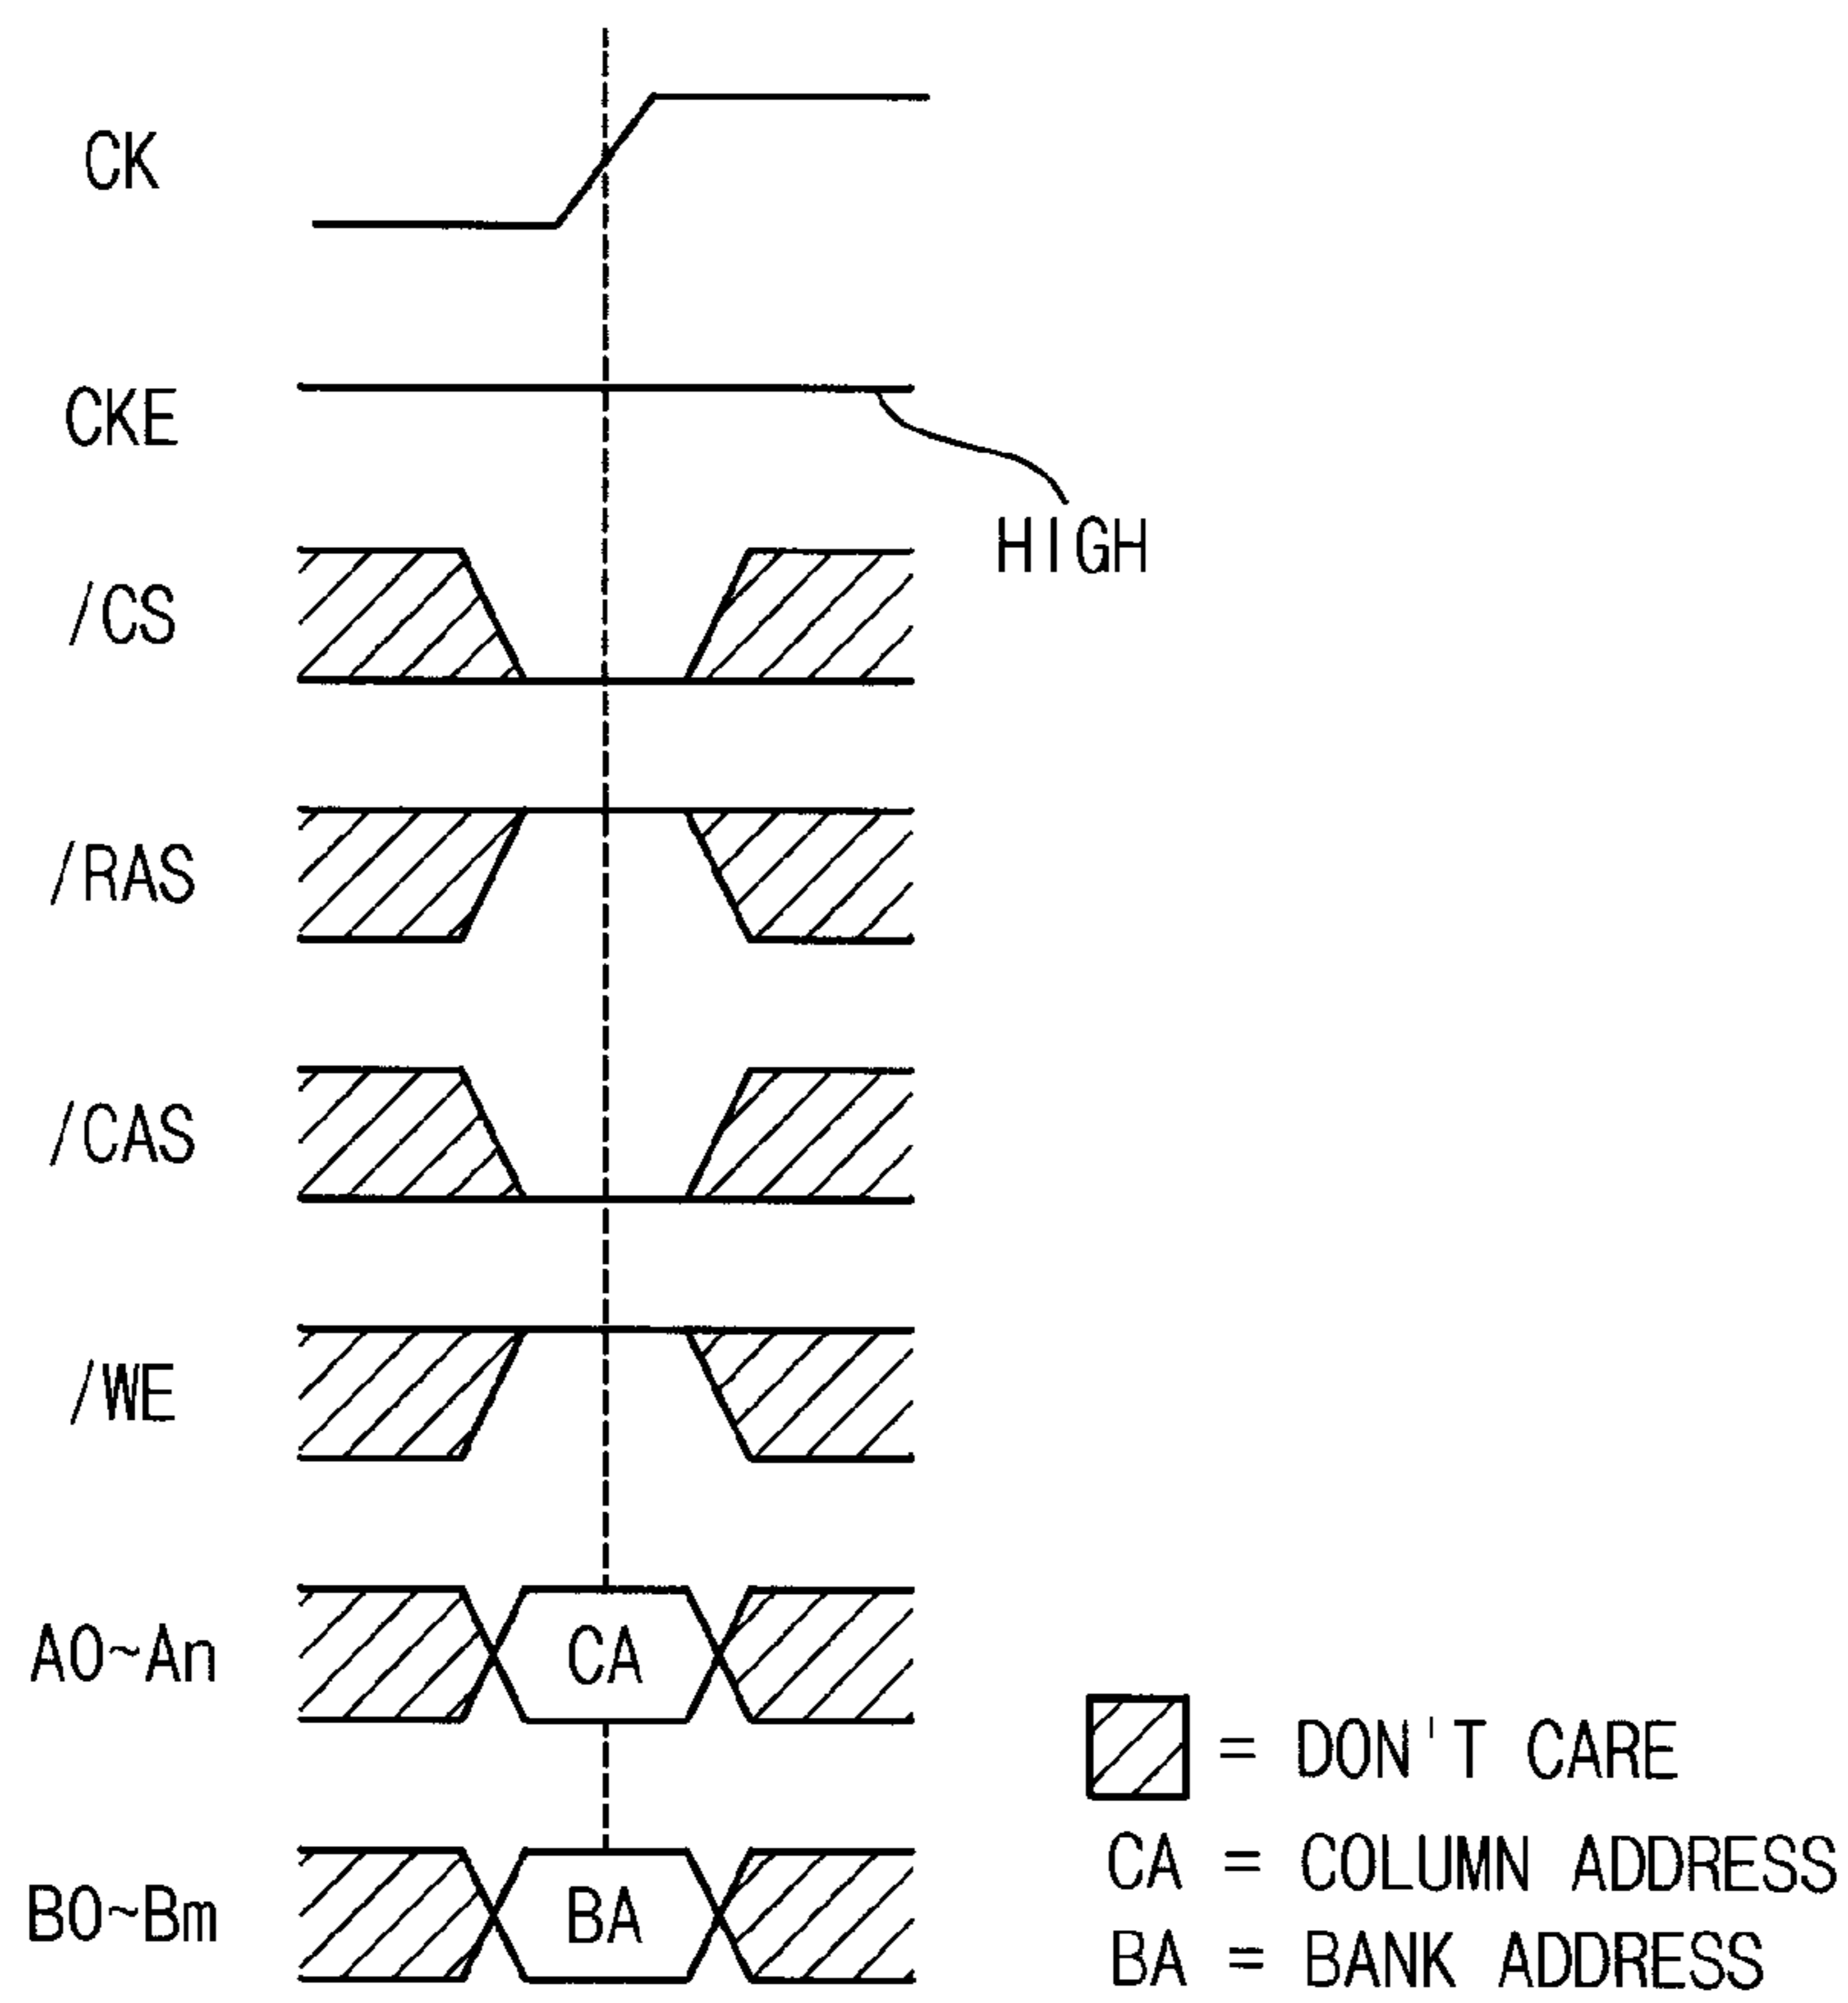 CK
CKE
HIGH
/CS
/RAS
/CAS
/WE
A0~An
CA
B0~Bm
BA
= DON'T CARE
CA = COLUMN ADDRESS
BA = BANK ADDRESS